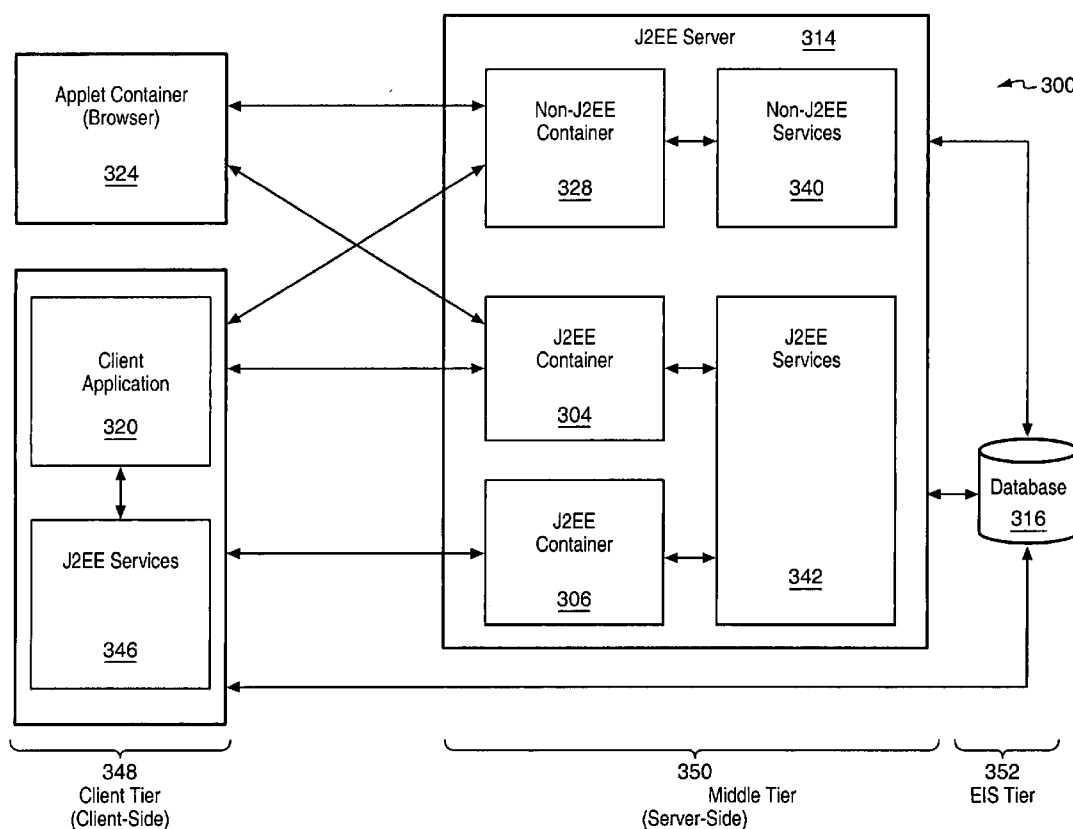 J2EE Server 314
300
Applet Container
(Browser)
324
Non-J2EE
Container
328
Non-J2EE
Services
340
Client
Application
320
J2EE
Container
304
J2EE
Services
342
J2EE Services
346
J2EE
Container
306
Database
316
348
Client Tier
(Client-Side)
350
Middle Tier
(Server-Side)
352
EIS Tier